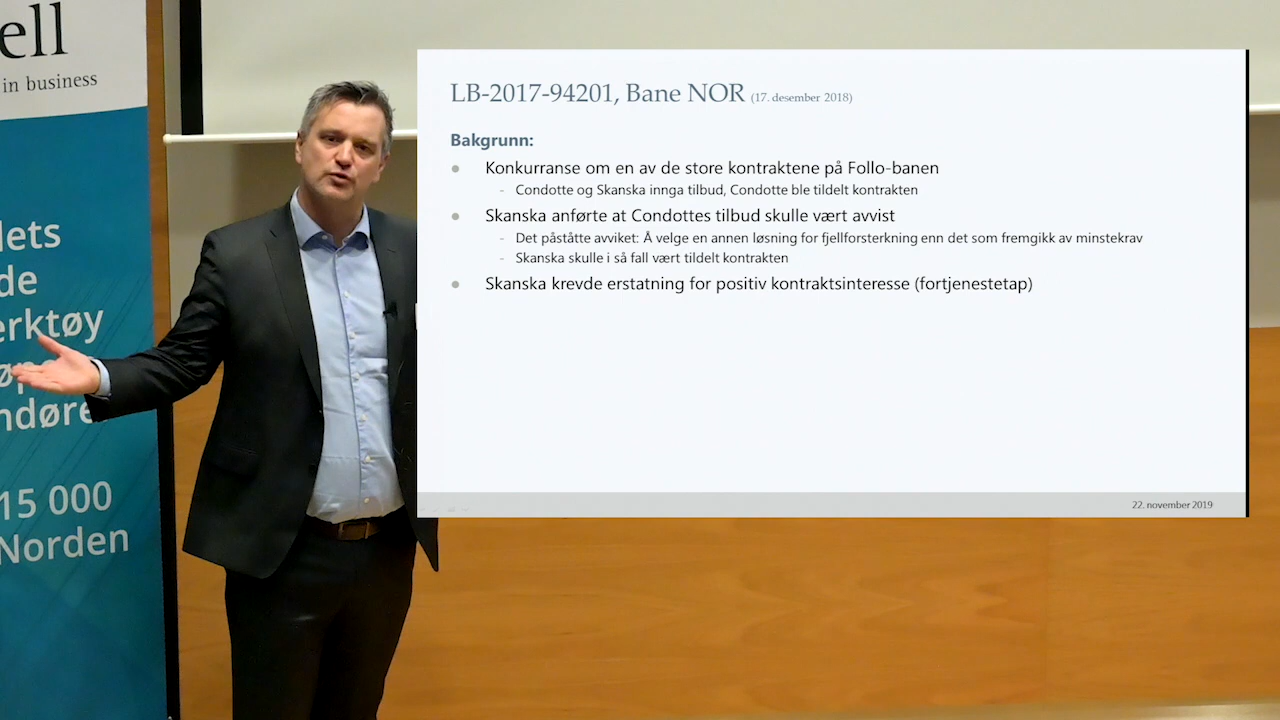 ell
in business
dets
de
erktøy
øpe
ndøre
15 000
Norden
LB-2017-94201, Bane NOR (17. desember 2018)
Bakgrunn:
Konkurranse om en av de store kontraktene på Follo-banen
- Condotte og Skanska innga tilbud, Condotte ble tildelt kontrakten
Skanska anførte at Condottes tilbud skulle vært avvist
- Det påståtte avviket: Å velge en annen løsning for fjellforsterkning enn det som fremgikk av minstekrav
- Skanska skulle i så fall vært tildelt kontrakten
Skanska krevde erstatning for positiv kontraktsinteresse (fortjenestetap)
22. november 2019